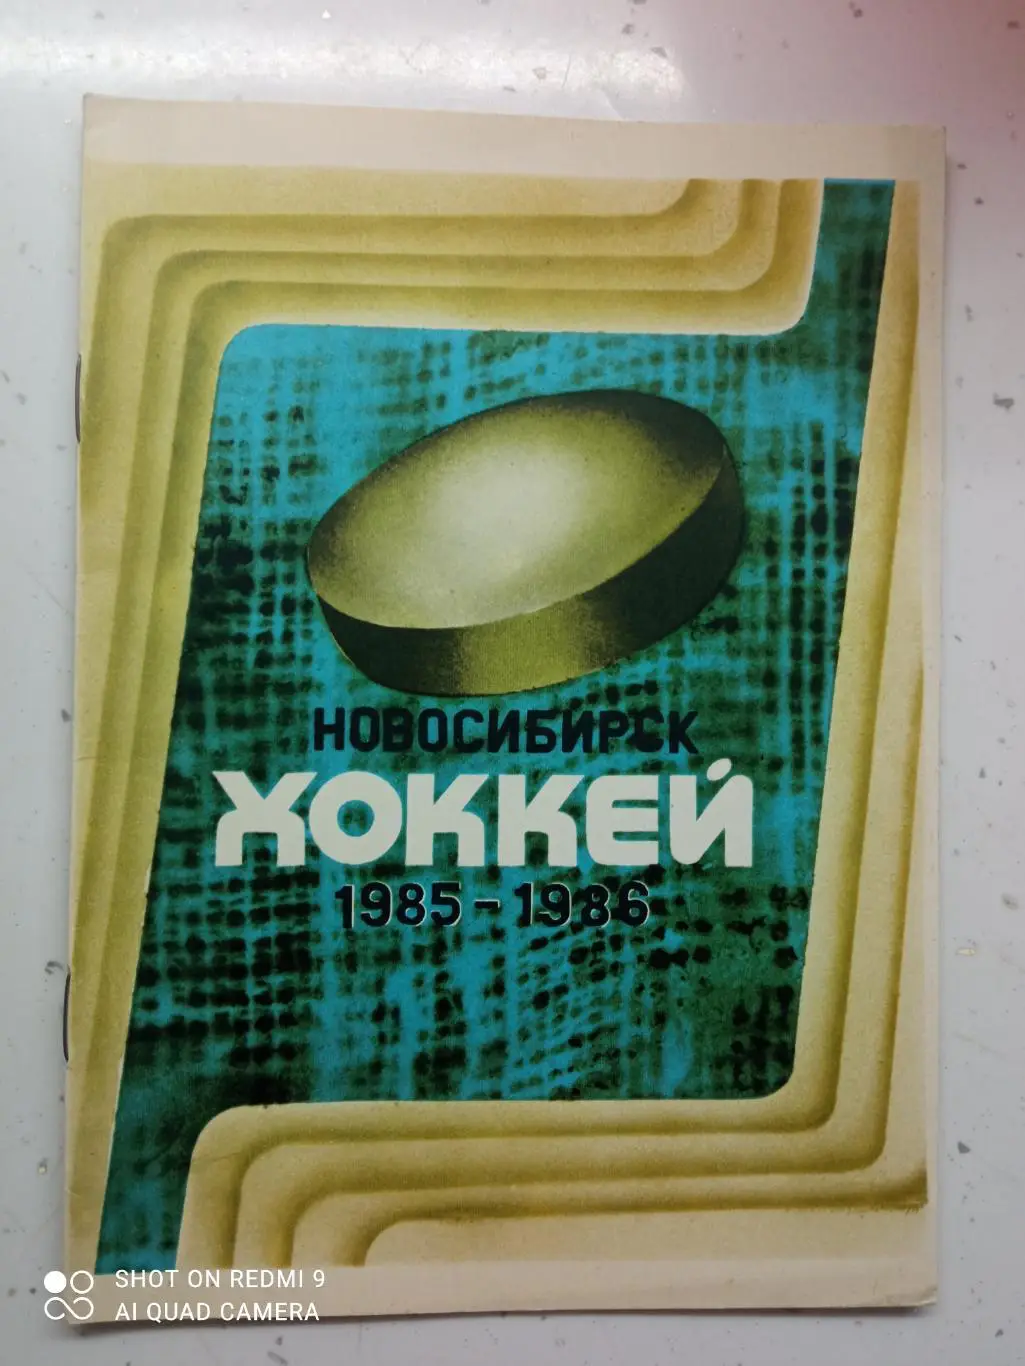 НОВОСИБИРСК
ХОККЕЙ
1985-1986
SHOT ON REDMI 9
AI QUAD CAMERA